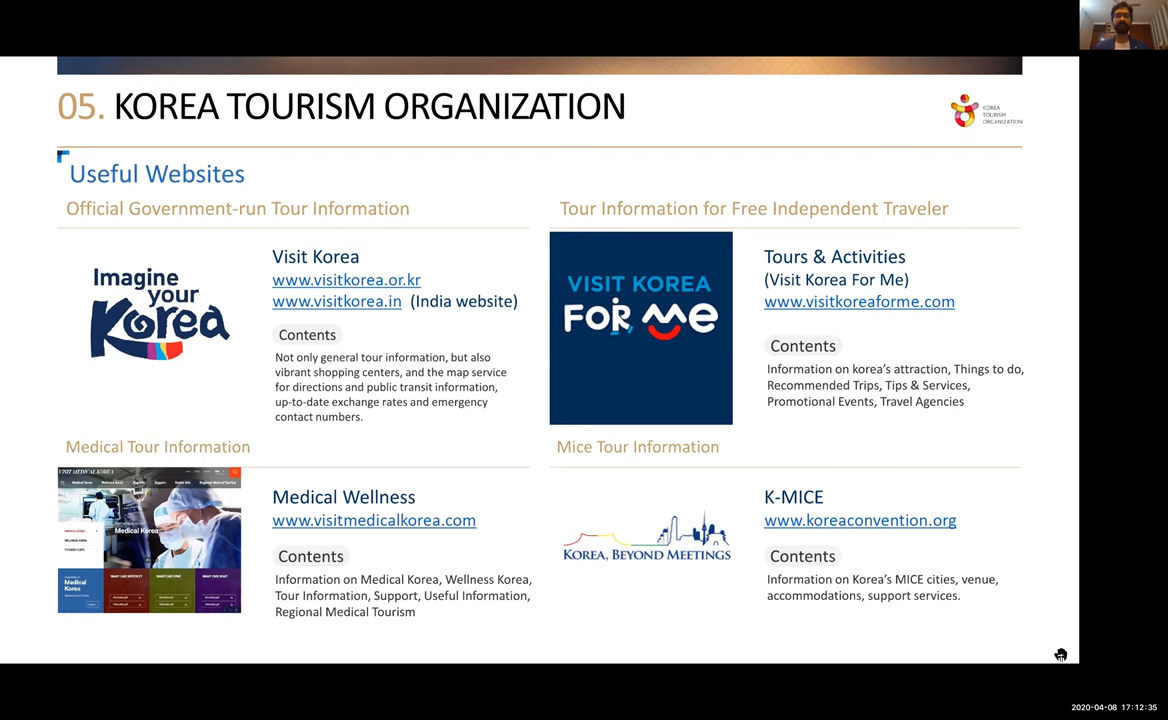 05. KOREA TOURISM ORGANIZATION
KOREA
TOURISM
ORGANIZATION
Useful Websites
Official Government-run Tour Information
Imagine
your
Korea
Visit Korea
www.visitkorea.or.kr
www.visitkorea.in (India website)
Contents
Not only general tour information, but also
vibrant shopping centers, and the map service
for directions and public transit information,
up-to-date exchange rates and emergency
contact numbers.
Tour Information for Free Independent Traveler
VISIT KOREA
FOR me
Tours & Activities
(Visit Korea For Me)
www.visitkoreaforme.com
Contents
Information on korea's attraction, Things to do,
Recommended Trips, Tips & Services,
Promotional Events, Travel Agencies
Medical Tour Information
VISIT MEDICAL KOREA
Medical Korea
Medical
Korea
Medical Wellness
www.visitmedicalkorea.com
Contents
Information on Medical Korea, Wellness Korea,
Tour Information, Support, Useful Information,
Regional Medical Tourism
Mice Tour Information
KOREA, BEYOND MEETINGS
K-MICE
www.koreaconvention.org
Contents
Information on Korea's MICE cities, venue,
accommodations, support services.
2020-04-08 17:12:35